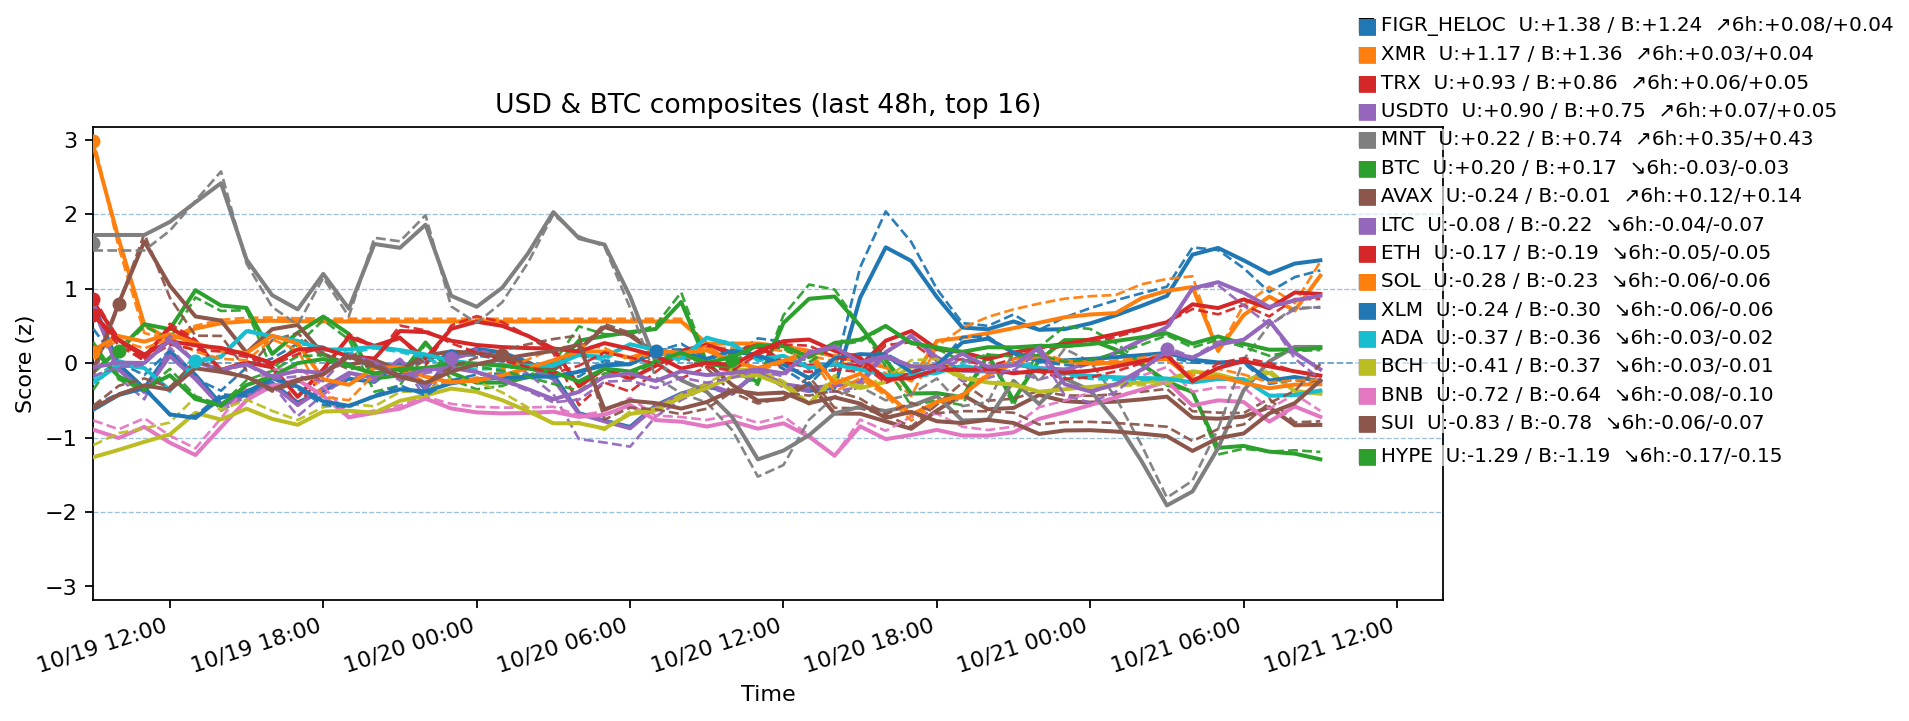 USD & BTC composites (last 48h, top 16)
FIGR_HELOC U:+1.38 / B:+1.24 ↗6h:+0.08/+0.04
XMR U:+1.17 / B:+1.36 ↗6h:+0.03/+0.04
TRX U:+0.93 / B:+0.86 ↗6h:+0.06/+0.05
USDT0 U:+0.90 / B:+0.75 ↗6h:+0.07/+0.05
MNT U:+0.22 / B:+0.74 ↗6h:+0.35/+0.43
BTC U:+0.20 / B:+0.17 ↘6h:-0.03/-0.03
AVAX U:-0.24 / B:-0.01 ↗6h:+0.12/+0.14
LTC U:-0.08 / B:-0.22 ↘6h:-0.04/-0.07
ETH U:-0.17 / B:-0.19 ↘6h:-0.05/-0.05
SOL U:-0.28 / B:-0.23 ↘6h:-0.06/-0.06
XLM U:-0.24 / B:-0.30 ↘6h:-0.06/-0.06
ADA U:-0.37 / B:-0.36 ↘6h:-0.03/-0.02
BCH U:-0.41 / B:-0.37 ↘6h:-0.03/-0.01
BNB U:-0.72 / B:-0.64 ↘6h:-0.08/-0.10
SUI U:-0.83 / B:-0.78 ↘6h:-0.06/-0.07
HYPE U:-1.29 / B:-1.19 ↘6h:-0.17/-0.15
Score (z)
3
2
1
0
−1
−2
−3
10/19 12:00
10/19 18:00
10/20 00:00
10/20 06:00
10/20 12:00
10/20 18:00
10/21 00:00
10/21 06:00
10/21 12:00
Time